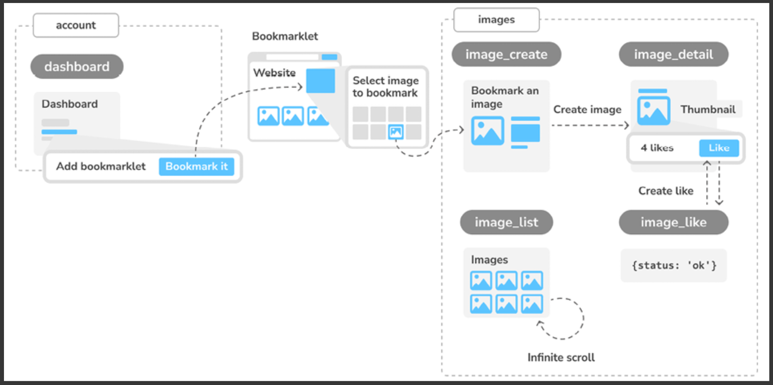 account
dashboard
Dashboard
Add bookmarklet
Bookmark it
Bookmarklet
Website
Select image
to bookmark
images
image_create
Bookmark an
image
Create image
image_detail
Thumbnail
4 likes
Like
Create like
image_like
{status: 'ok'}
image_list
Images
Infinite scroll